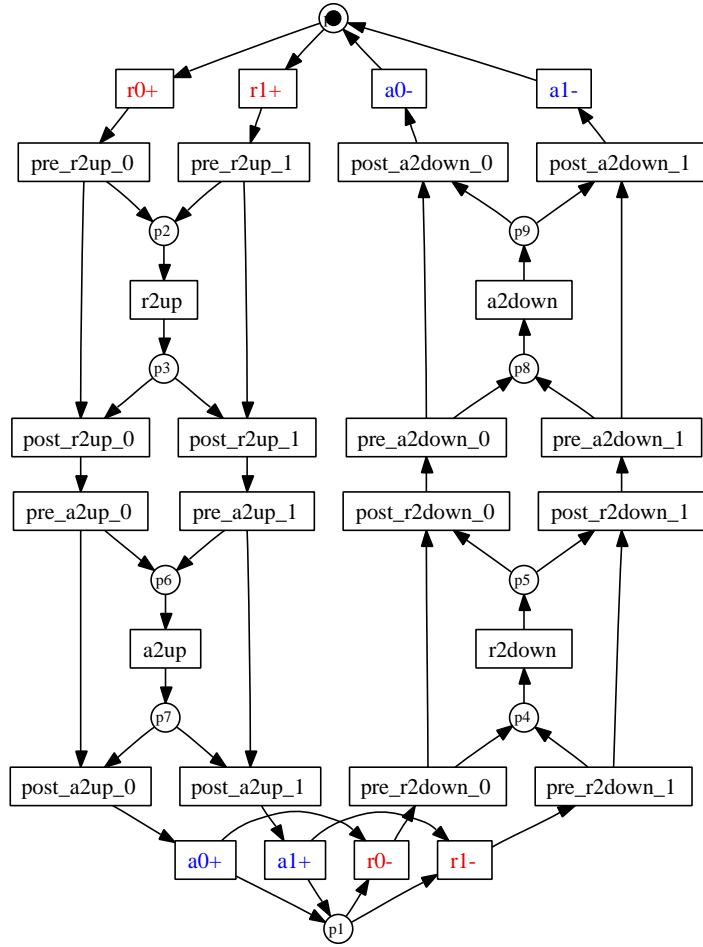 r0+ r1+ a0- a1-
pre_r2up_0 pre_r2up_1 post_a2down_0 post_a2down_1
p2 p9
r2up a2down
p3 p8
post_r2up_0 post_r2up_1 pre_a2down_0 pre_a2down_1
pre_a2up_0 pre_a2up_1 post_r2down_0 post_r2down_1
p6 p5
a2up r2down
p7 p4
post_a2up_0 post_a2up_1 pre_r2down_0 pre_r2down_1
a0+ a1+ r0- r1-
p1